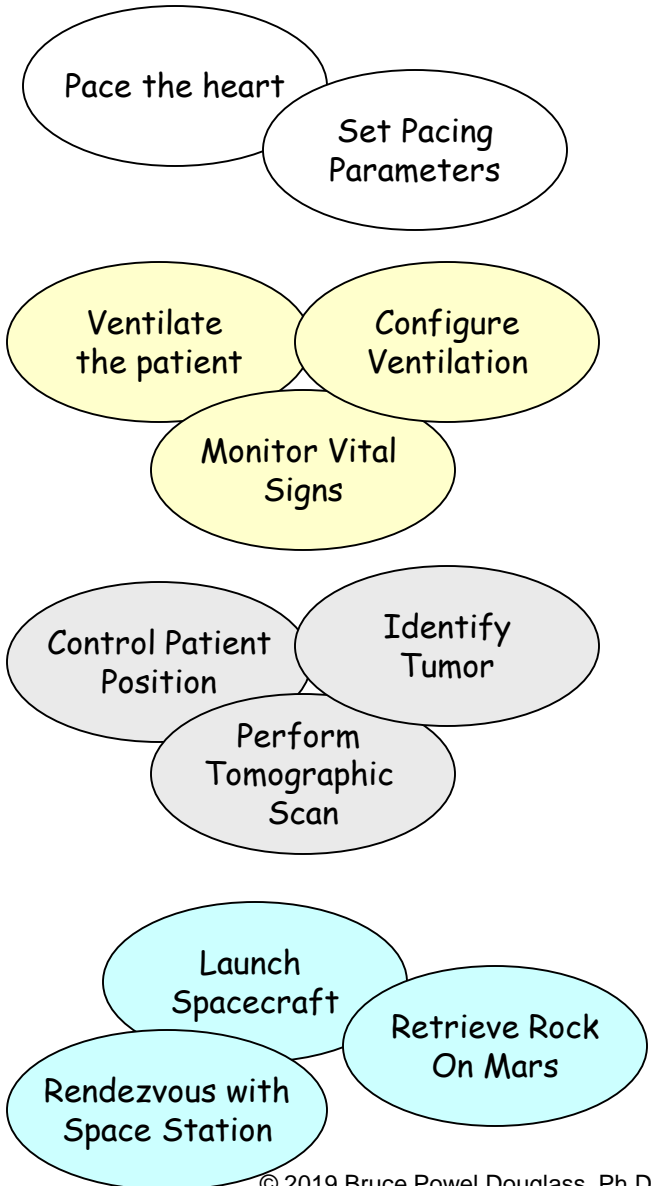 Pace the heart
Set Pacing
Parameters
Ventilate
the patient
Configure
Ventilation
Monitor Vital
Signs
Control Patient
Position
Identify
Tumor
Perform
Tomographic
Scan
Launch
Spacecraft
Retrieve Rock
On Mars
Rendezvous with
Space Station
© 2019 Bruce Powel Douglass, Ph.D